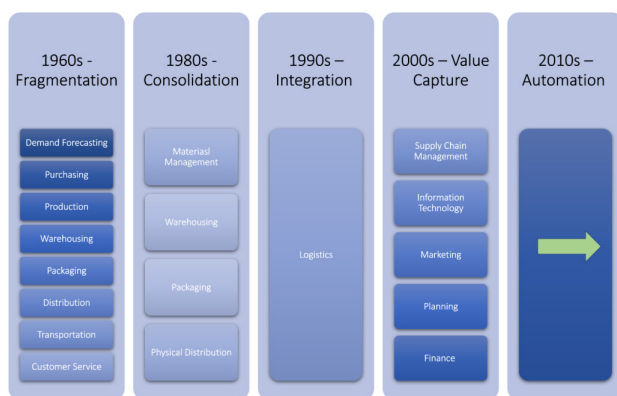 1960s -
Fragmentation
Demand Forecasting
Purchasing
Production
Warehousing
Packaging
Distribution
Transportation
Customer Service
1980s -
Consolidation
Materiasl
Management
Warehousing
Packaging
Physical Distribution
1990s –
Integration
Logistics
2000s – Value
Capture
Supply Chain
Management
Information
Technology
Marketing
Planning
Finance
2010s –
Automation